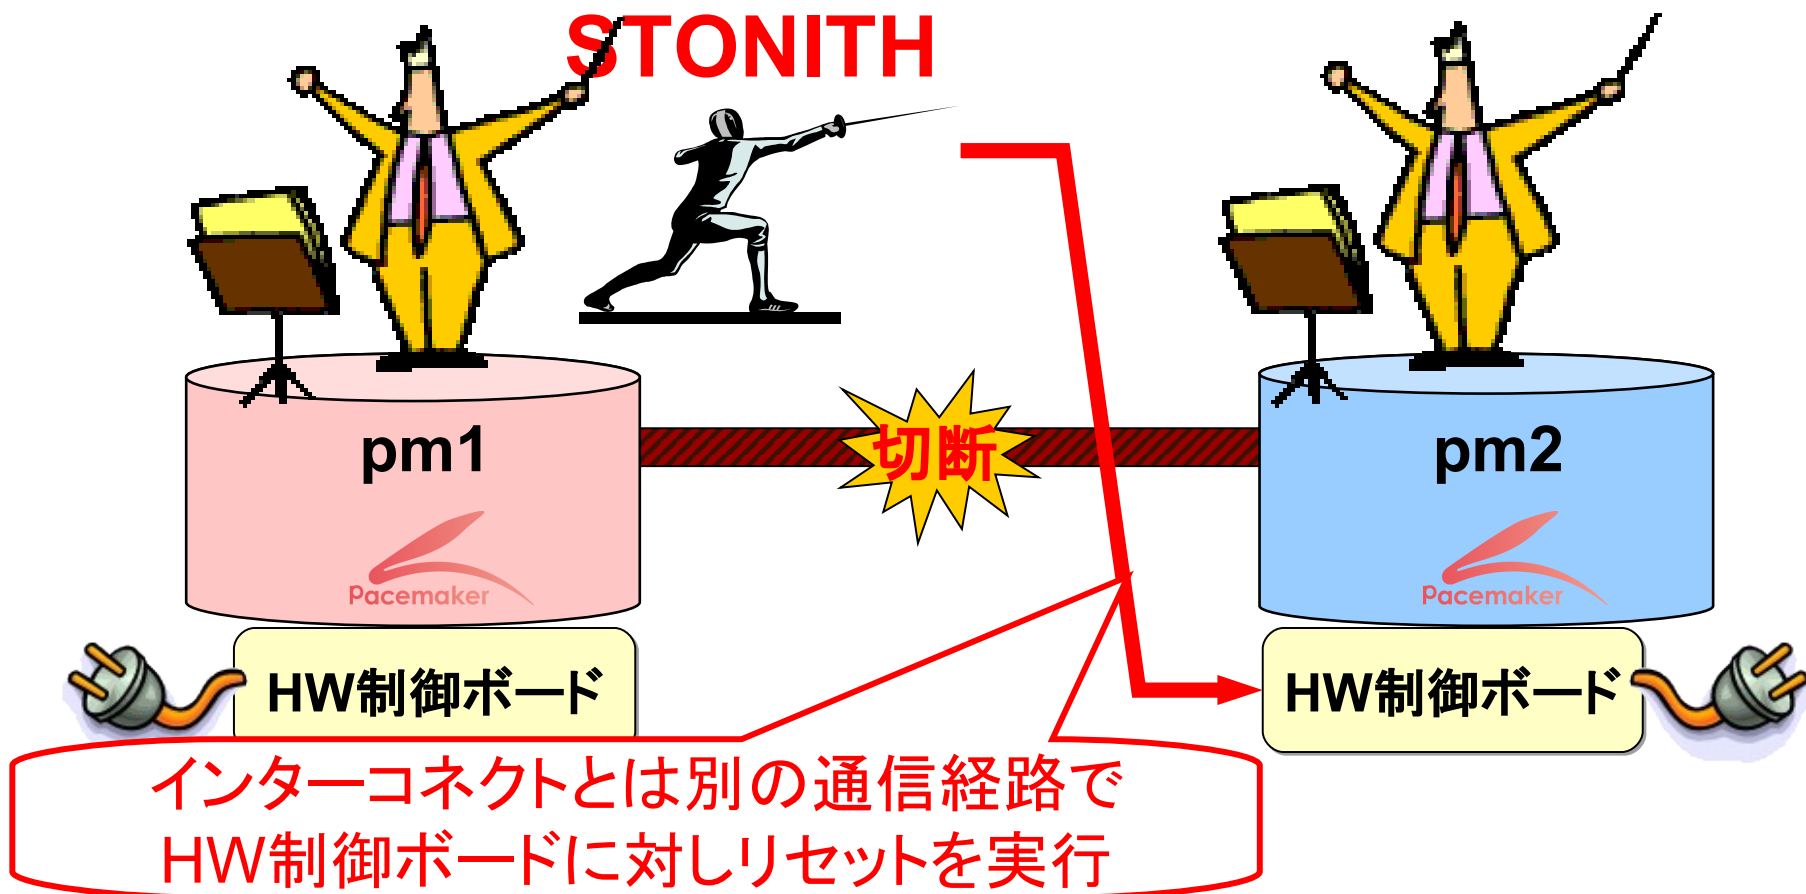 STONITH
pm1
切断
pm2
Pacemaker
Pacemaker
HW制御ボード
HW制御ボード
インターコネクトとは別の通信経路で
HW制御ボードに対しリセットを実行